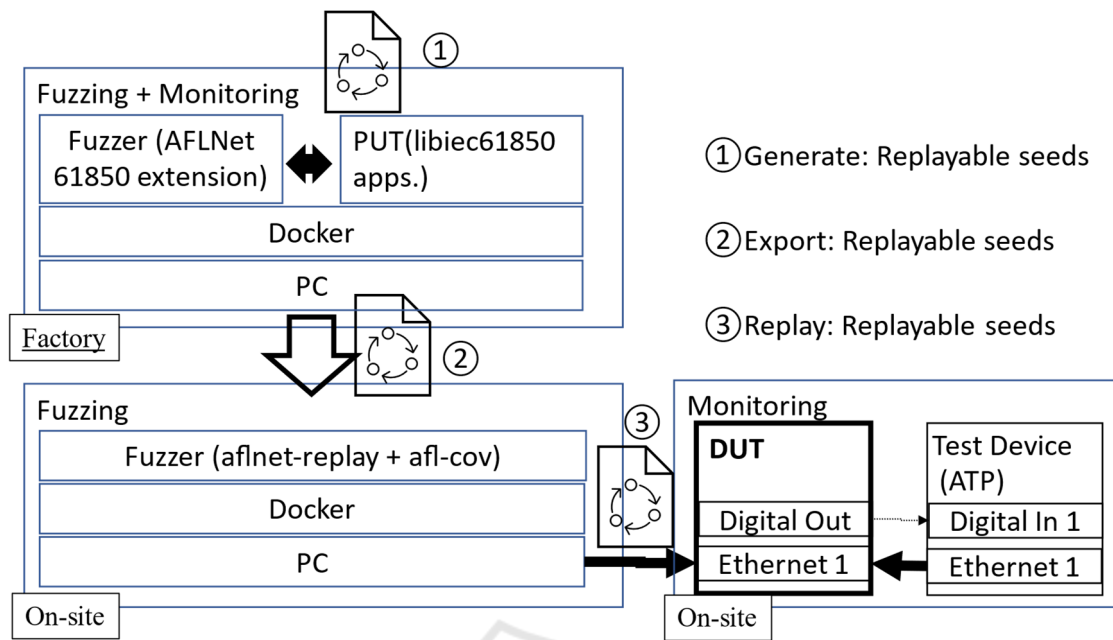 ①
Fuzzing + Monitoring
Fuzzer (AFLNet
61850 extension)
PUT(libiec61850
apps.)
Docker
PC
Factory
②
①Generate: Replayable seeds
②Export: Replayable seeds
③Replay: Replayable seeds
Fuzzing
Fuzzer (aflnet-replay + afl-cov)
Docker
PC
On-site
③
Monitoring
DUT
Digital Out
Ethernet 1
Test Device
(ATP)
Digital In 1
Ethernet 1
On-site